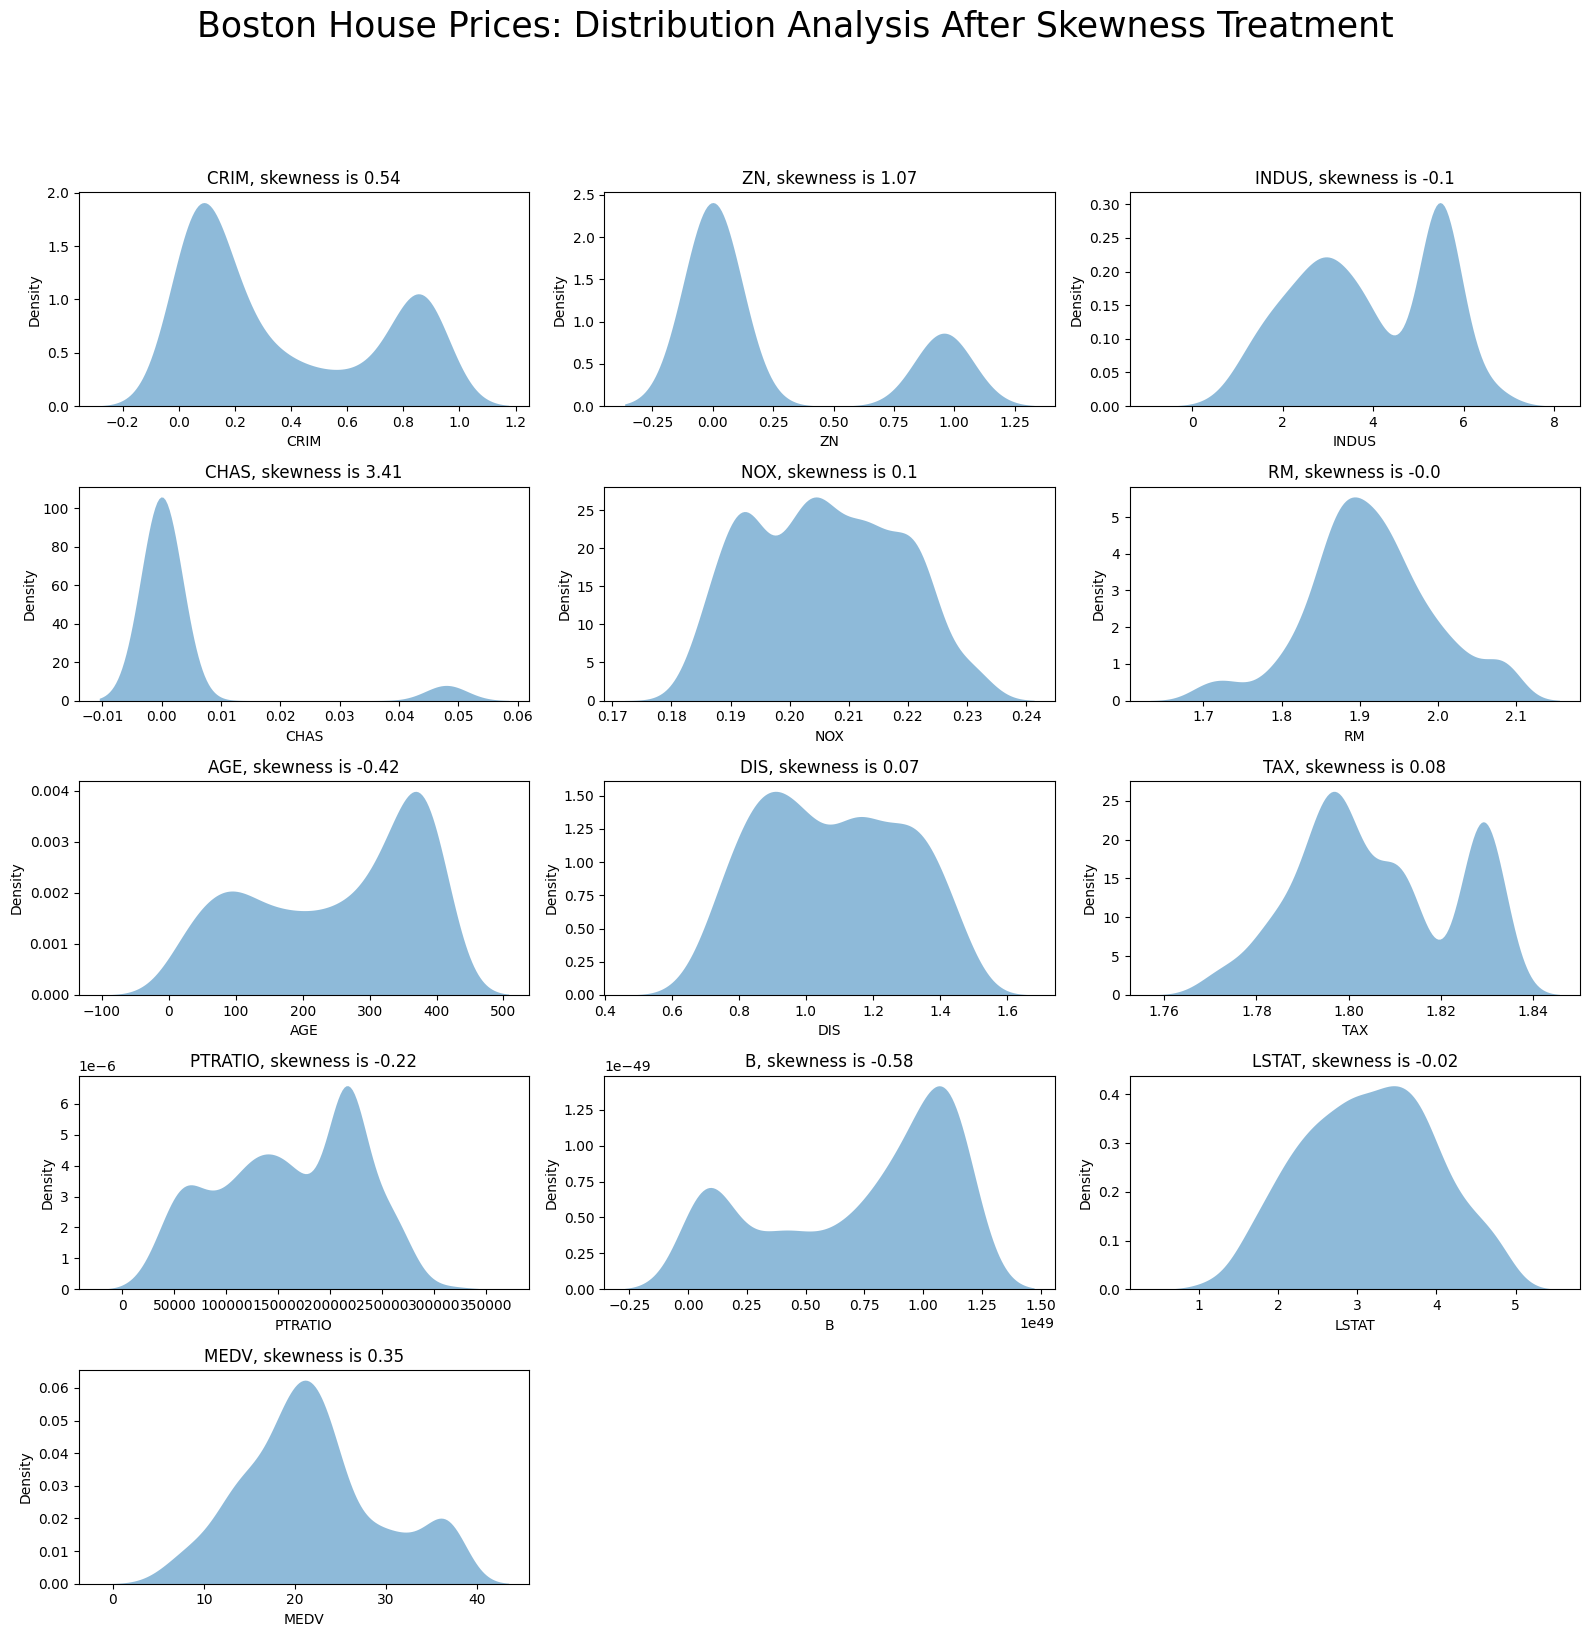 Boston House Prices: Distribution Analysis After Skewness Treatment
CRIM, skewness is 0.54
Density
2.0
1.5
1.0
0.5
0.0
−0.2 0.0 0.2 0.4 0.6 0.8 1.0 1.2
CRIM
ZN, skewness is 1.07
Density
2.5
2.0
1.5
1.0
0.5
0.0
−0.25 0.00 0.25 0.50 0.75 1.00 1.25
ZN
INDUS, skewness is -0.1
Density
0.30
0.25
0.20
0.15
0.10
0.05
0.00
0 2 4 6 8
INDUS
CHAS, skewness is 3.41
Density
100
80
60
40
20
0
−0.01 0.00 0.01 0.02 0.03 0.04 0.05 0.06
CHAS
NOX, skewness is 0.1
Density
25
20
15
10
5
0
0.17 0.18 0.19 0.20 0.21 0.22 0.23 0.24
NOX
RM, skewness is -0.0
Density
5
4
3
2
1
0
1.7 1.8 1.9 2.0 2.1
RM
AGE, skewness is -0.42
Density
0.004
0.003
0.002
0.001
0.000
−100 0 100 200 300 400 500
AGE
DIS, skewness is 0.07
Density
1.50
1.25
1.00
0.75
0.50
0.25
0.00
0.4 0.6 0.8 1.0 1.2 1.4 1.6
DIS
TAX, skewness is 0.08
Density
25
20
15
10
5
0
1.76 1.78 1.80 1.82 1.84
TAX
PTRATIO, skewness is -0.22
1e−6
Density
6
5
4
3
2
1
0
0 50000 100000 150000 200000 250000 300000 350000
PTRATIO
B, skewness is -0.58
1e−49
Density
1.25
1.00
0.75
0.50
0.25
0.00
−0.25 0.00 0.25 0.50 0.75 1.00 1.25 1.50
1e49
B
LSTAT, skewness is -0.02
Density
0.4
0.3
0.2
0.1
0.0
1 2 3 4 5
LSTAT
MEDV, skewness is 0.35
Density
0.06
0.05
0.04
0.03
0.02
0.01
0.00
0 10 20 30 40
MEDV